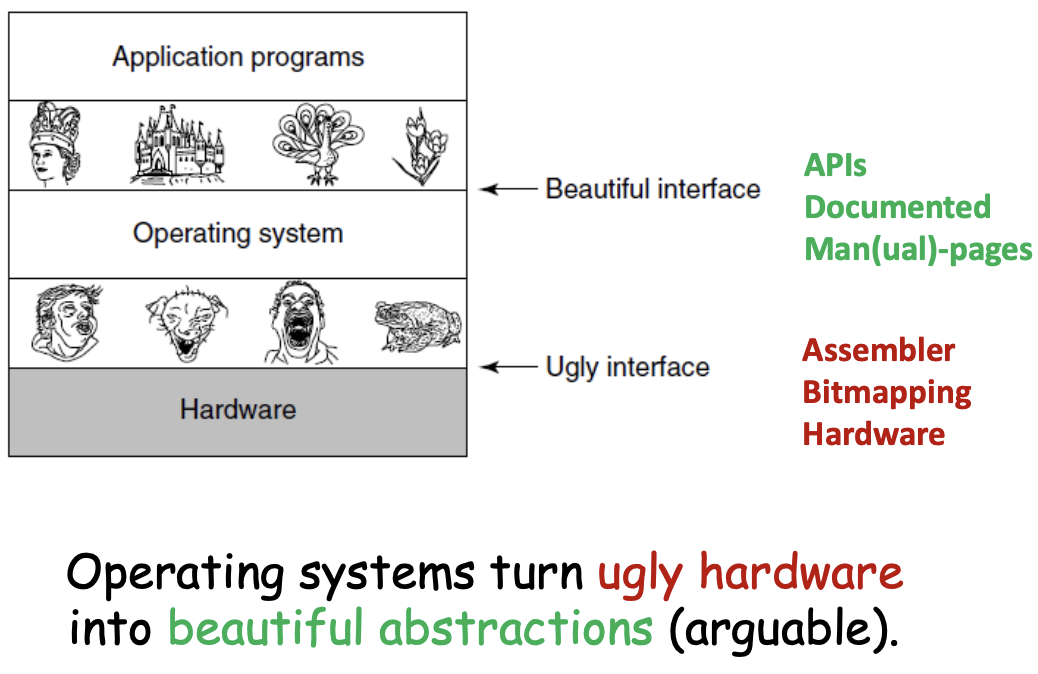 Application programs
Beautiful interface
APIs
Documented
Man(ual)-pages
Operating system
Ugly interface
Assembler
Bitmapping
Hardware
Hardware
Operating systems turn ugly hardware
into beautiful abstractions (arguable).